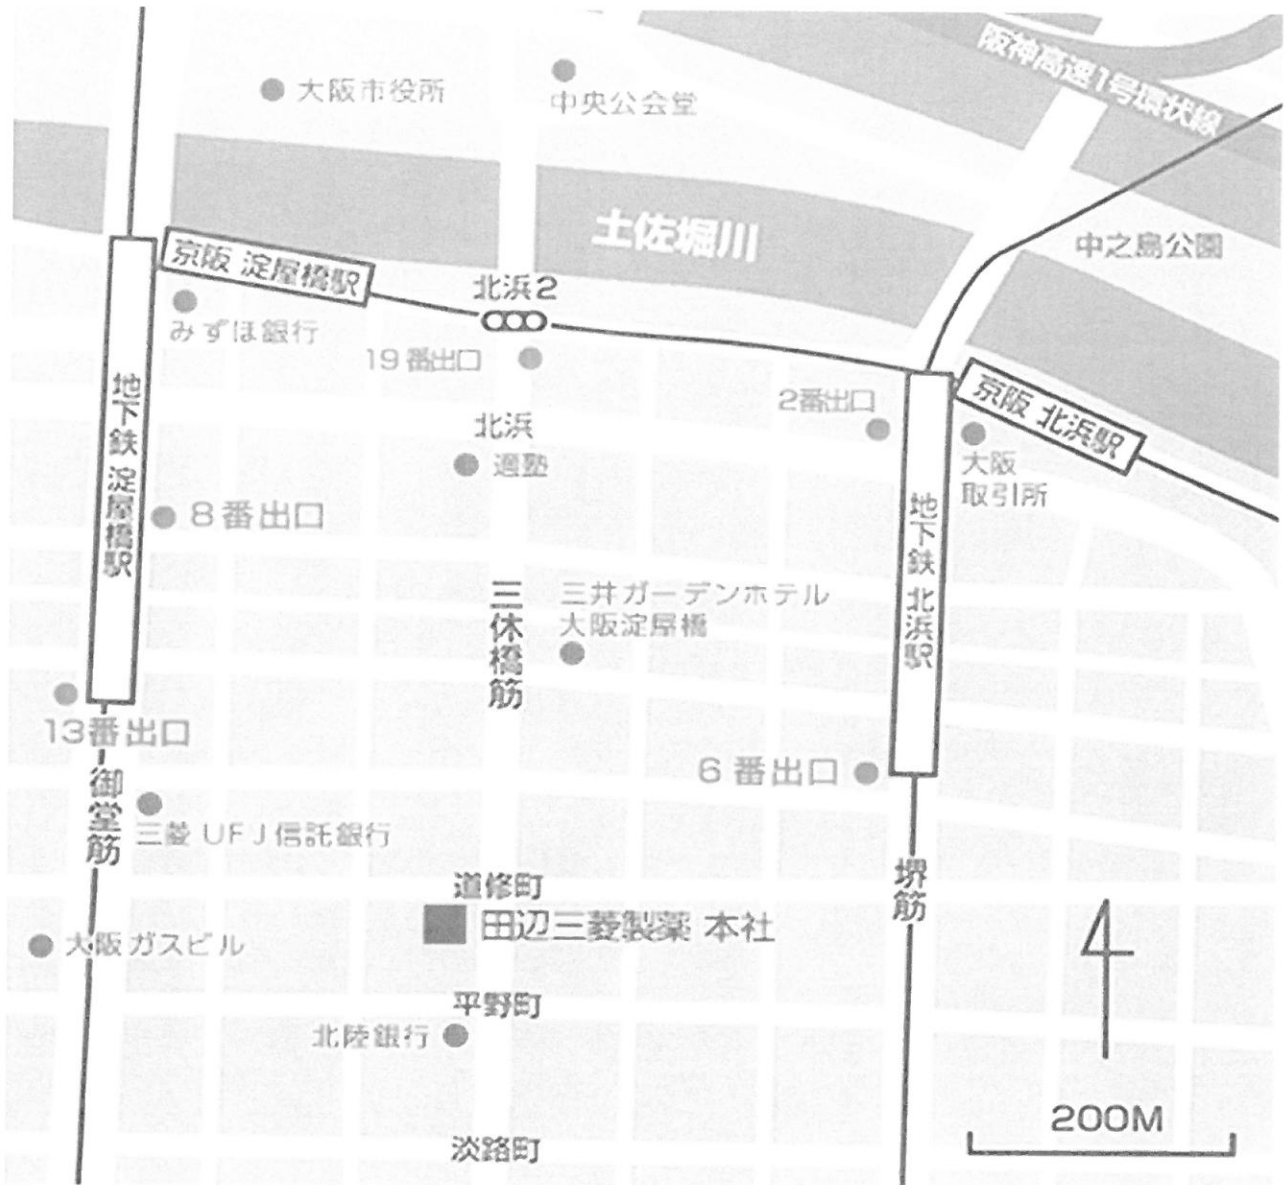 阪神高速1号環状線
大阪市役所
中央公会堂
土佐堀川
中之島公園
京阪 淀屋橋駅
北浜2
みずほ銀行
19番出口
2番出口
京阪 北浜駅
地下鉄 淀屋橋駅
北浜
適塾
大阪
取引所
8番出口
地下鉄 北浜駅
三休橋筋
三井ガーデンホテル
大阪淀屋橋
13番出口
6番出口
御堂筋
三菱UFJ信託銀行
堺筋
道修町
田辺三菱製薬 本社
大阪ガスビル
平野町
北陸銀行
200M
淡路町